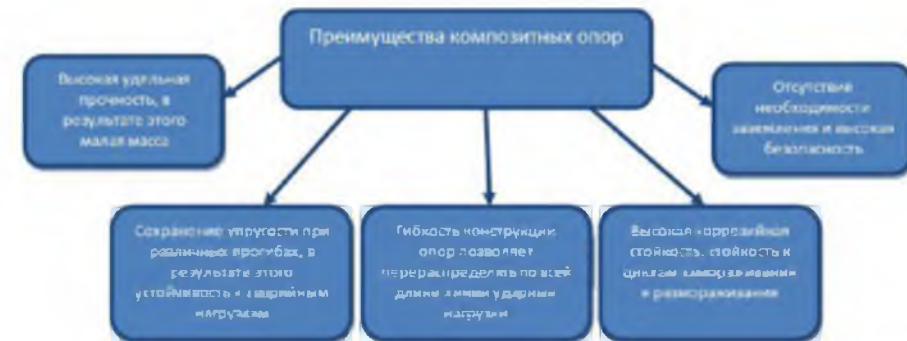 Преимущества композитных опор
Высокая удельная
прочность, в
результате этого
малая масса
Отсутствие
необходимости
заземления и высокая
безопасность
Сохранение упругости при
различных прогибах, в
результате этого
устойчивость к аварийным
нагрузкам
Гибкость конструкции
опор позволяет
перераспределять по всей
длине линии ударные
нагрузки
Высокая коррозийная
стойкость, стойкость к
циклам замораживания
и размораживания